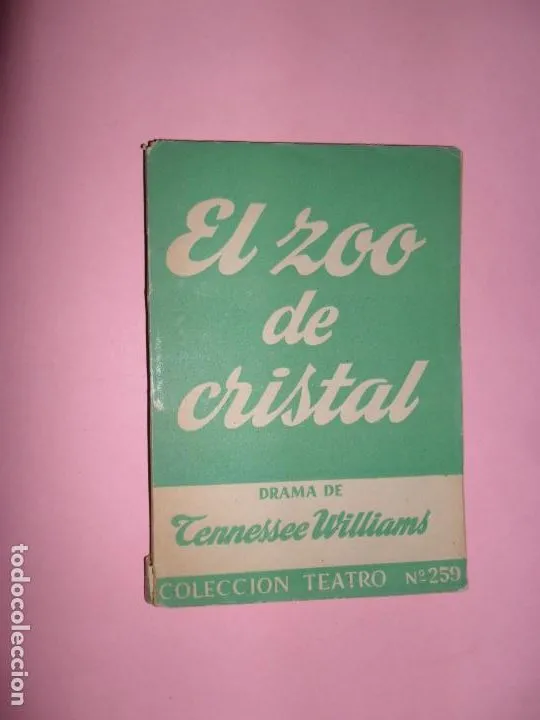 El zoo
de
cristal
DRAMA DE
Tennessee Williams
COLECCION TEATRO Nº 259
todocoleccion